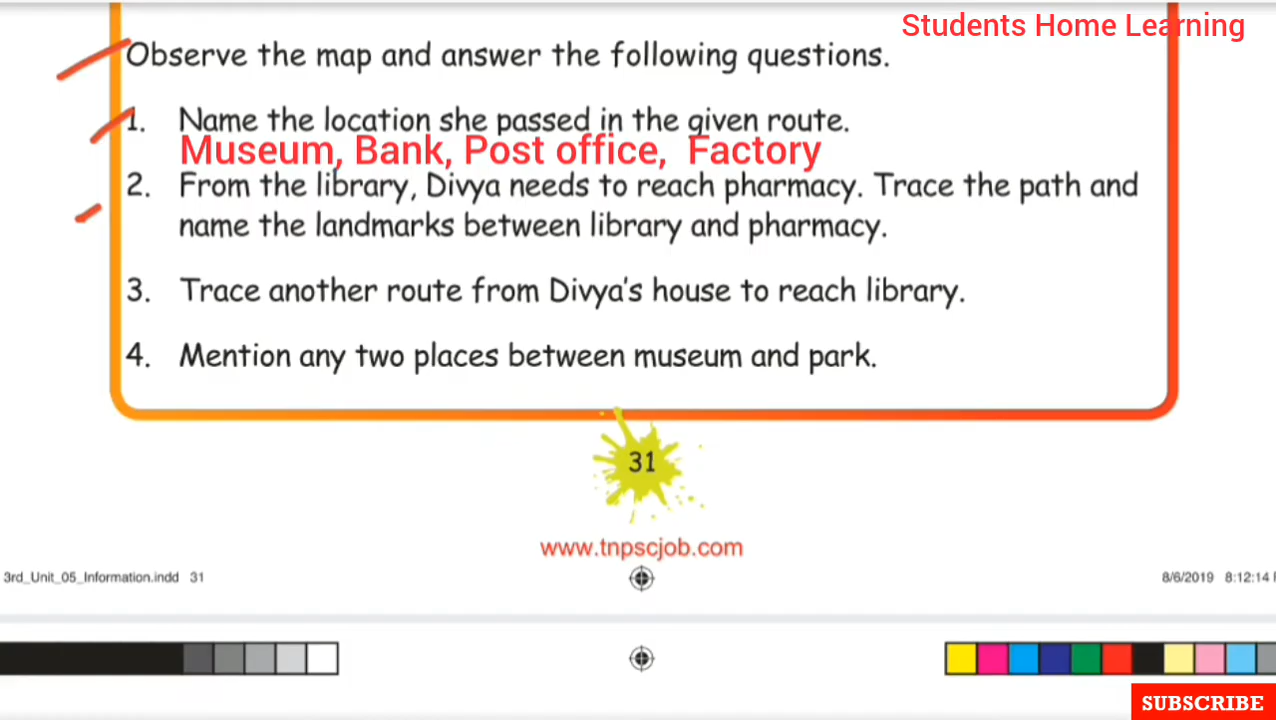 Students Home Learning
Observe the map and answer the following questions.
1. Name the location she passed in the given route.
Museum, Bank, Post office, Factory
2. From the library, Divya needs to reach pharmacy. Trace the path and
name the landmarks between library and pharmacy.
3. Trace another route from Divya's house to reach library.
4. Mention any two places between museum and park.
31
www.tnpscjob.com
3rd_Unit_05_Information.indd 31
8/6/2019 8:12:14
SUBSCRIBE